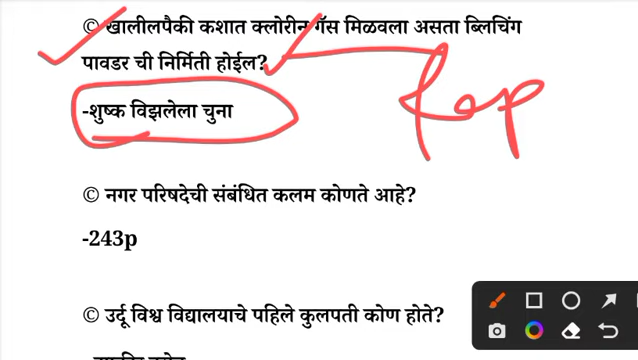 © खालीलपैकी कशात क्लोरीन गॅस मिळवला असता ब्लिचिंग
पावडर ची निर्मिती होईल?
-शुष्क विझलेला चुना
© नगर परिषदेची संबंधित कलम कोणते आहे?
-243p
© उर्दू विश्व विद्यालयाचे पहिले कुलपती कोण होते?